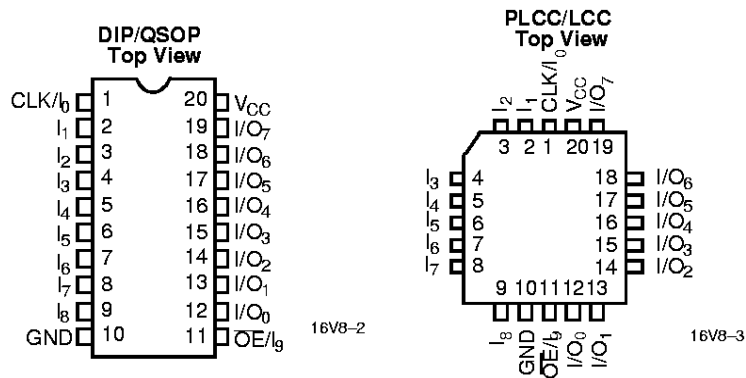 DIP/QSOP
Top View
CLK/I0 1 20 VCC
I1 2 19 I/O7
I2 3 18 I/O6
I3 4 17 I/O5
I4 5 16 I/O4
I5 6 15 I/O3
I6 7 14 I/O2
I7 8 13 I/O1
I8 9 12 I/O0
GND 10 11 OE/I9
16V8–2
PLCC/LCC
Top View
I2 I1 CLK/I0 VCC I/O7
3 2 1 20 19
I3 4 18 I/O6
I4 5 17 I/O5
I5 6 16 I/O4
I6 7 15 I/O3
I7 8 14 I/O2
9 10 11 12 13
I8 GND OE/I9 I/O0 I/O1
16V8–3